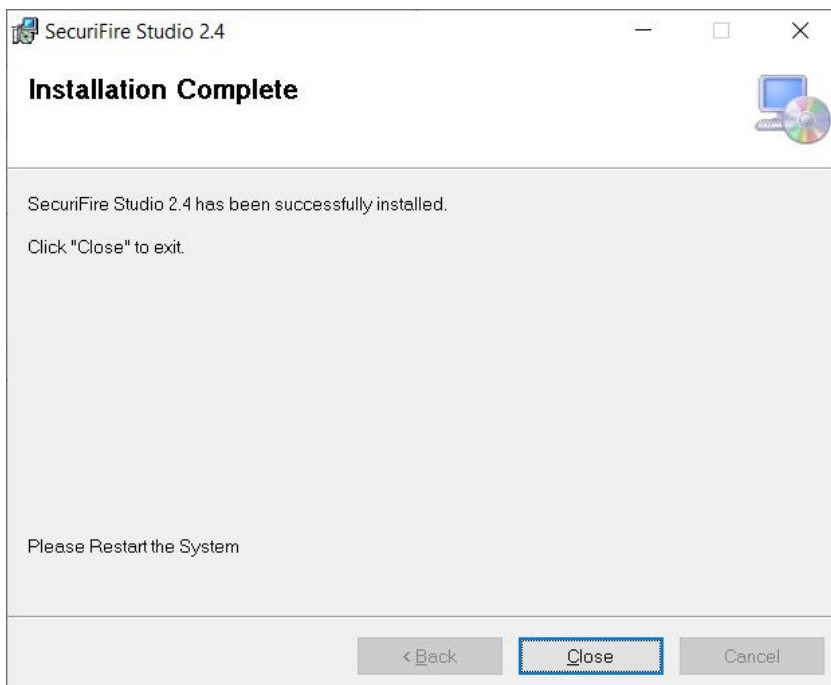 SecuriFire Studio 2.4
Installation Complete
SecuriFire Studio 2.4 has been successfully installed.
Click "Close" to exit.
Please Restart the System
< Back
Close
Cancel